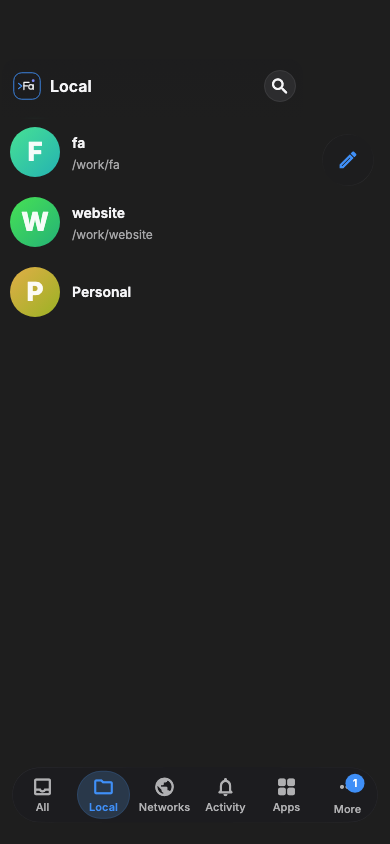 >Fa
Local
F
fa
/work/fa
W
website
/work/website
P
Personal
1
All
Local
Networks
Activity
Apps
More